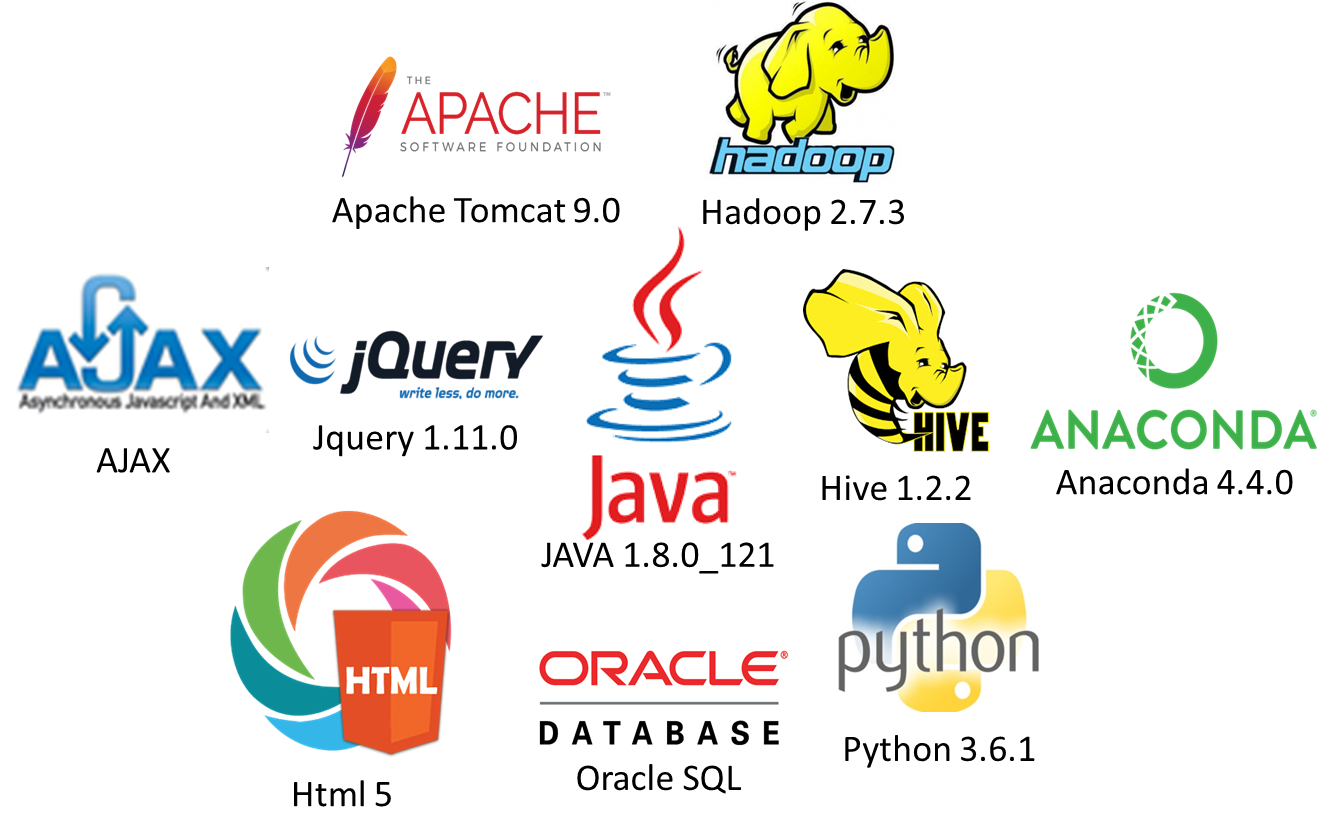 THE
APACHE™
SOFTWARE FOUNDATION
Apache Tomcat 9.0
hadoop
Hadoop 2.7.3
AJAX
Asynchronous Javascript And XML
AJAX
jQuery
write less, do more.
Jquery 1.11.0
Java™
JAVA 1.8.0_121
HIVE
Hive 1.2.2
ANACONDA®
Anaconda 4.4.0
HTML
Html 5
ORACLE®
DATABASE
Oracle SQL
python
Python 3.6.1